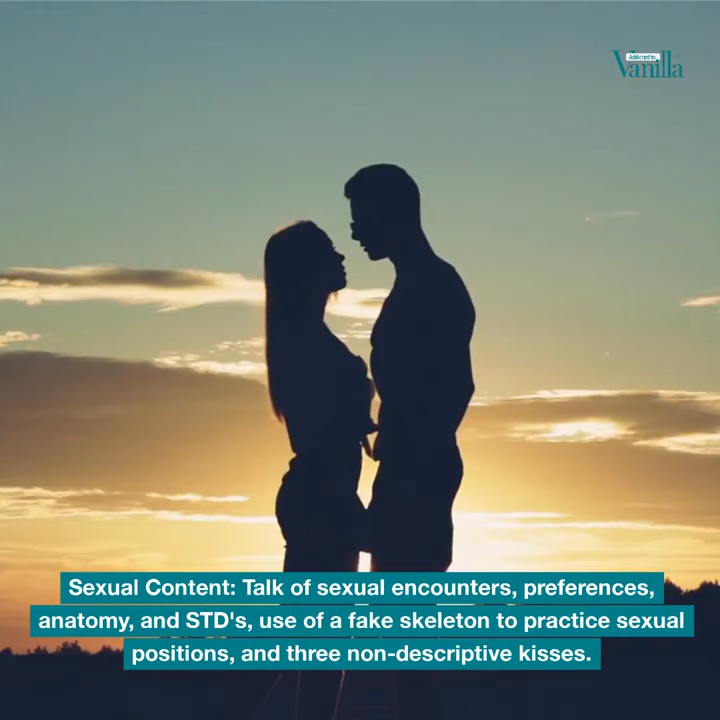 Addicted to
Vanilla
Sexual Content: Talk of sexual encounters, preferences,
anatomy, and STD's, use of a fake skeleton to practice sexual
positions, and three non-descriptive kisses.